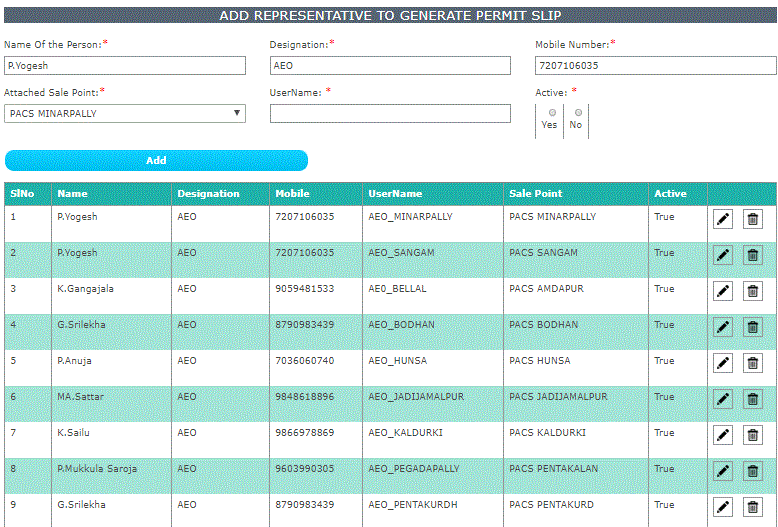 ADD REPRESENTATIVE TO GENERATE PERMIT SLIP
Name Of the Person:* Designation:* Mobile Number:*
P.Yogesh AEO 7207106035
Attached Sale Point:* UserName: * Active: *
PACS MINARPALLY
Yes No
Add
SlNo Name Designation Mobile UserName Sale Point Active
1 P.Yogesh AEO 7207106035 AEO_MINARPALLY PACS MINARPALLY True
2 P.Yogesh AEO 7207106035 AEO_SANGAM PACS SANGAM True
3 K.Gangajala AEO 9059481533 AE0_BELLAL PACS AMDAPUR True
4 G.Srilekha AEO 8790983439 AEO_BODHAN PACS BODHAN True
5 P.Anuja AEO 7036060740 AEO_HUNSA PACS HUNSA True
6 MA.Sattar AEO 9848618896 AEO_JADIJAMALPUR PACS JADIJAMALPUR True
7 K.Sailu AEO 9866978869 AEO_KALDURKI PACS KALDURKI True
8 P.Mukkula Saroja AEO 9603990305 AEO_PEGADAPALLY PACS PENTAKALAN True
9 G.Srilekha AEO 8790983439 AEO_PENTAKURDH PACS PENTAKURD True